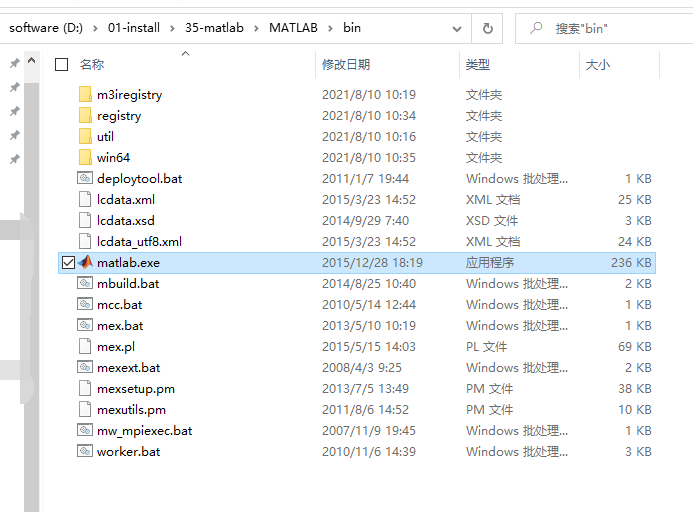 software (D:) > 01-install > 35-matlab > MATLAB > bin 搜索"bin"
名称 修改日期 类型 大小
m3iregistry 2021/8/10 10:19 文件夹
registry 2021/8/10 10:34 文件夹
util 2021/8/10 10:16 文件夹
win64 2021/8/10 10:35 文件夹
deploytool.bat 2011/1/7 19:44 Windows 批处理... 1 KB
lcdata.xml 2015/3/23 14:52 XML 文档 25 KB
lcdata.xsd 2014/9/29 7:40 XSD 文件 3 KB
lcdata_utf8.xml 2015/3/23 14:52 XML 文档 24 KB
matlab.exe 2015/12/28 18:19 应用程序 236 KB
mbuild.bat 2014/8/25 10:40 Windows 批处理... 2 KB
mcc.bat 2010/5/14 12:44 Windows 批处理... 1 KB
mex.bat 2013/5/10 10:19 Windows 批处理... 1 KB
mex.pl 2015/5/15 14:03 PL 文件 69 KB
mexext.bat 2008/4/3 9:25 Windows 批处理... 2 KB
mexsetup.pm 2013/7/5 13:49 PM 文件 38 KB
mexutils.pm 2011/8/6 14:52 PM 文件 10 KB
mw_mpiexec.bat 2007/11/9 19:45 Windows 批处理... 1 KB
worker.bat 2010/11/6 14:39 Windows 批处理... 3 KB